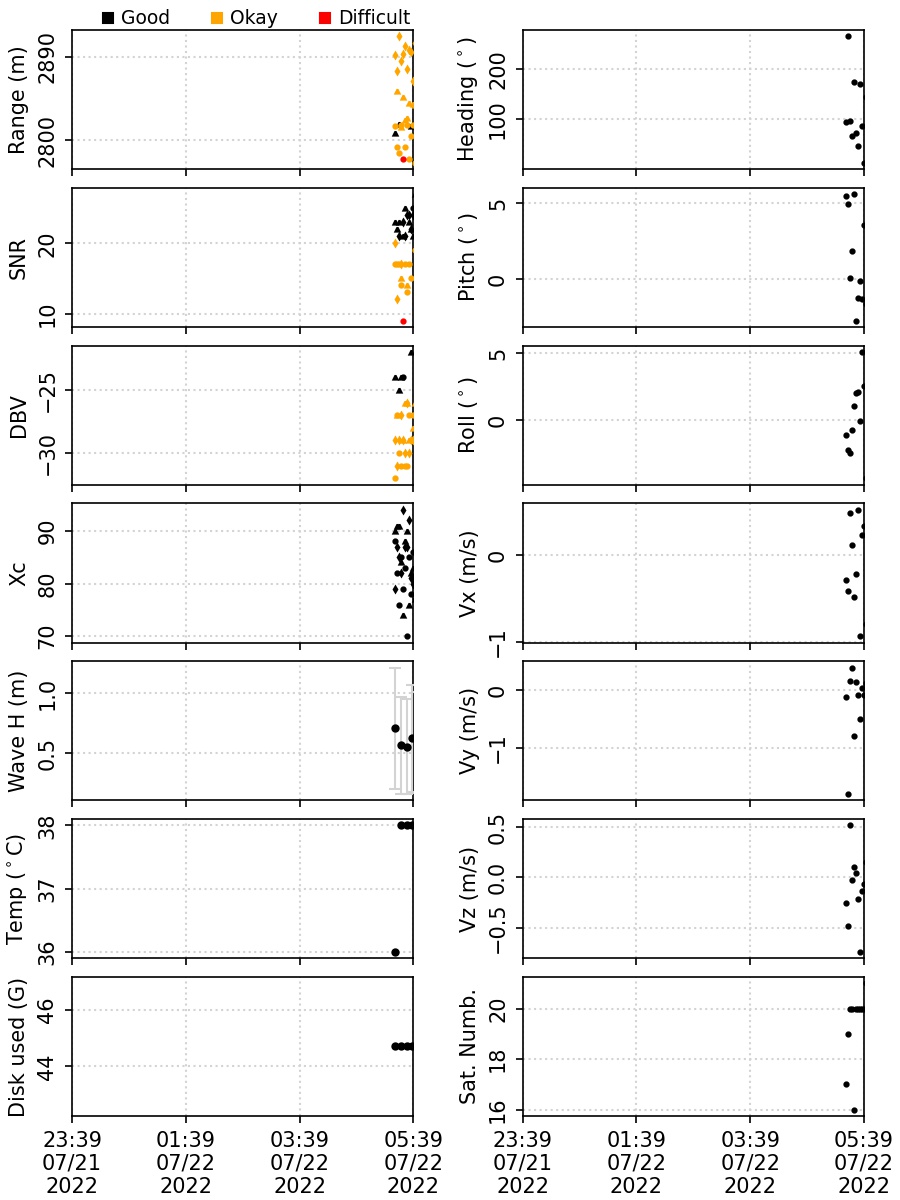 Good Okay Difficult
Range (m)
2890
2800
Heading (°)
200
100
SNR
20
10
Pitch (°)
5
0
DBV
−25
−30
Roll (°)
5
0
Xc
90
80
70
Vx (m/s)
0
−1
Wave H (m)
1.0
0.5
Vy (m/s)
0
−1
Temp (°C)
38
37
36
Vz (m/s)
0.5
0.0
−0.5
Disk used (G)
46
44
Sat. Numb.
20
18
16
23:39 01:39 03:39 05:39
07/21 07/22 07/22 07/22
2022 2022 2022 2022
23:39 01:39 03:39 05:39
07/21 07/22 07/22 07/22
2022 2022 2022 2022